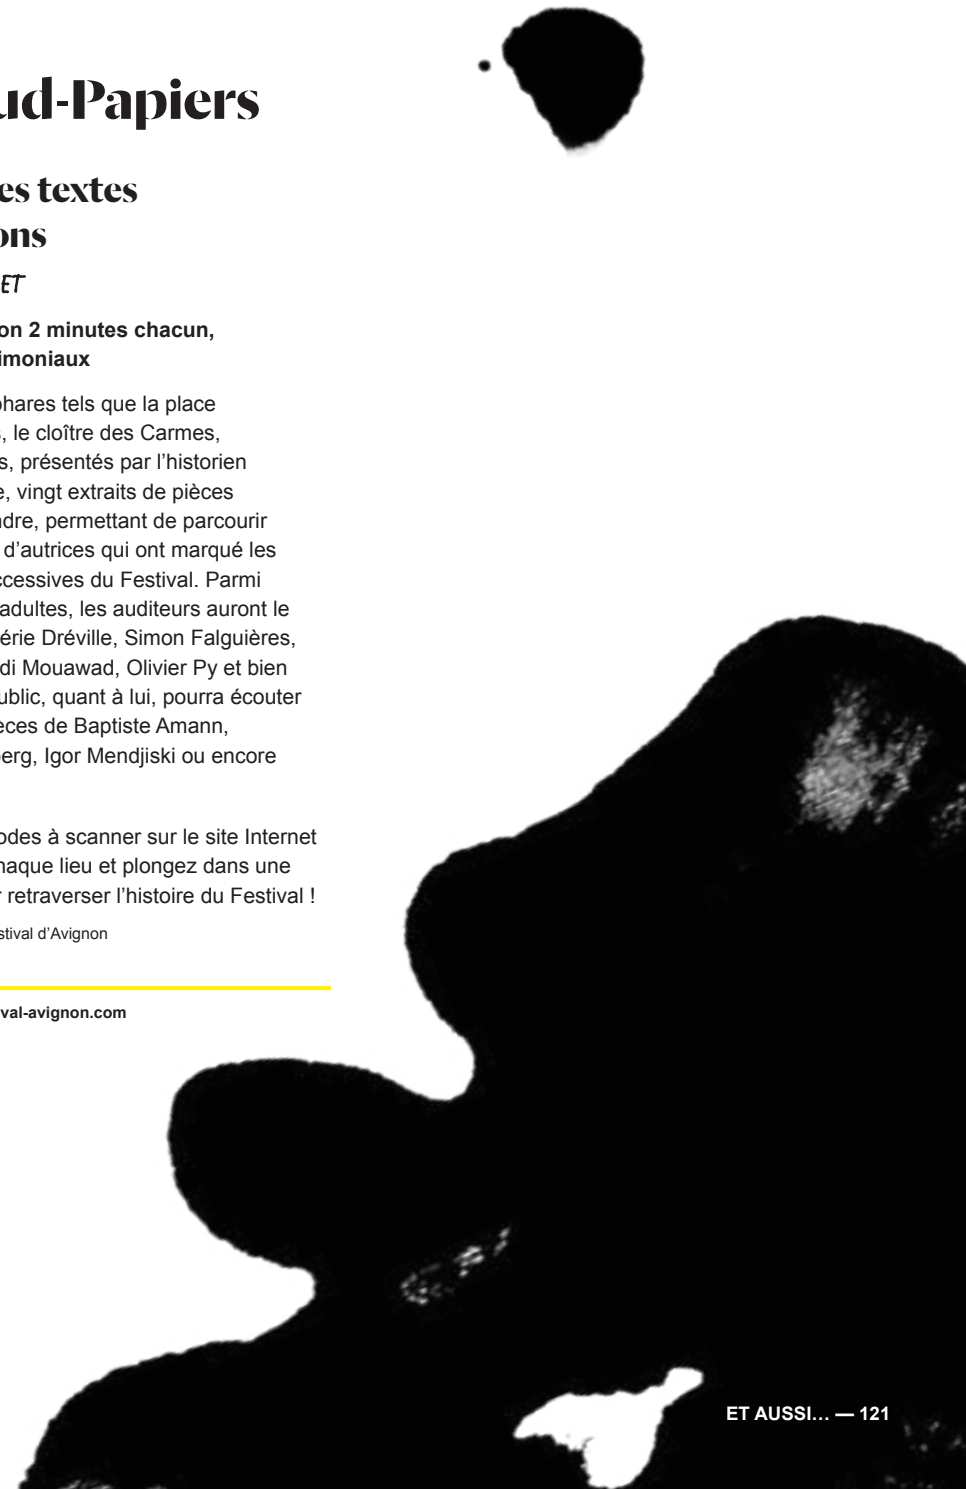 ud-Papiers
es textes
ons
ET
on 2 minutes chacun,
imoniaux
phares tels que la place
s, le cloître des Carmes,
s, présentés par l’historien
e, vingt extraits de pièces
ndre, permettant de parcourir
d’autrices qui ont marqué les
ccessives du Festival. Parmi
adultes, les auditeurs auront le
érie Dréville, Simon Falguières,
di Mouawad, Olivier Py et bien
ublic, quant à lui, pourra écouter
èces de Baptiste Amann,
berg, Igor Mendjiski ou encore
odes à scanner sur le site Internet
haque lieu et plongez dans une
r retraverser l’histoire du Festival !
stival d’Avignon
val-avignon.com
ET AUSSI… — 121